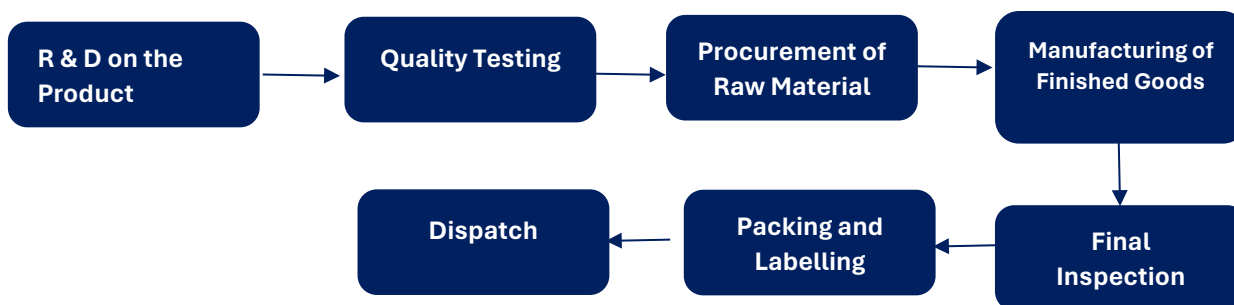 R & D on the
Product
Quality Testing
Procurement of
Raw Material
Manufacturing of
Finished Goods
Dispatch
Packing and
Labelling
Final
Inspection